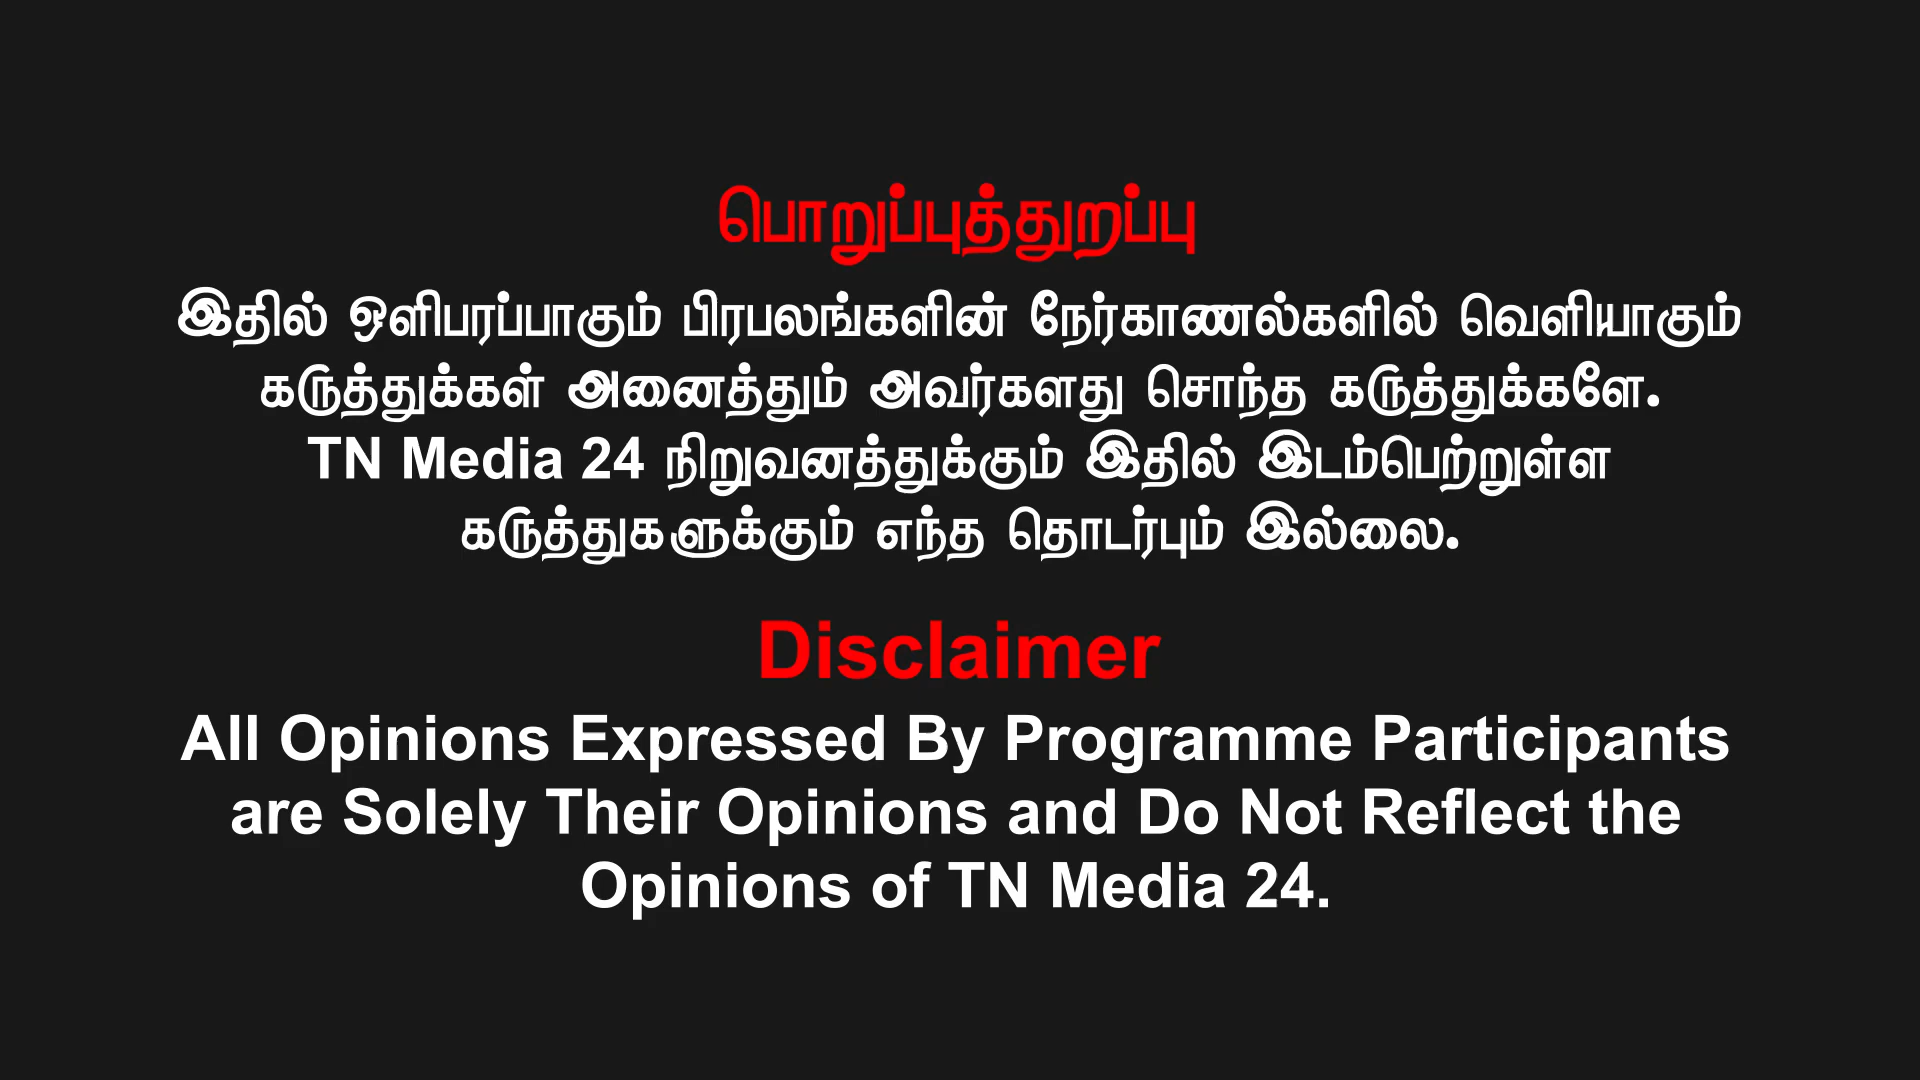 பொறுப்புத்துறப்பு
இதில் ஒளிபரப்பாகும் பிரபலங்களின் நேர்காணல்களில் வெளியாகும்
கருத்துக்கள் அனைத்தும் அவர்களது சொந்த கருத்துக்களே.
TN Media 24 நிறுவனத்துக்கும் இதில் இடம்பெற்றுள்ள
கருத்துகளுக்கும் எந்த தொடர்பும் இல்லை.
Disclaimer
All Opinions Expressed By Programme Participants
are Solely Their Opinions and Do Not Reflect the
Opinions of TN Media 24.